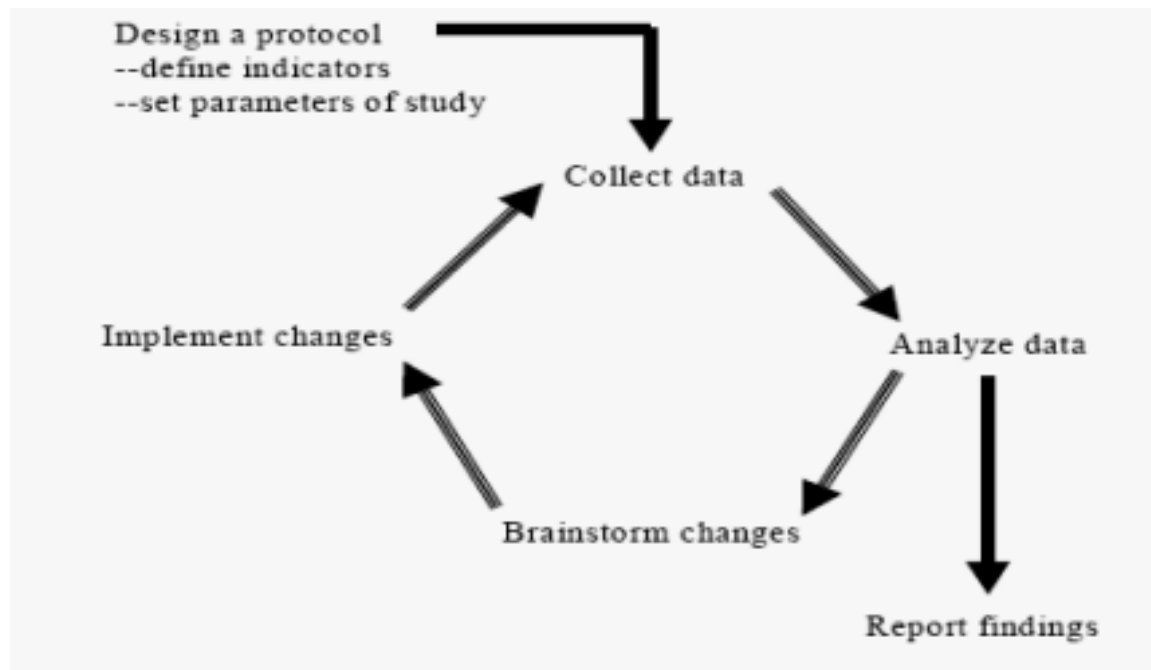 Design a protocol
--define indicators
--set parameters of study
Collect data
Implement changes
Analyze data
Brainstorm changes
Report findings